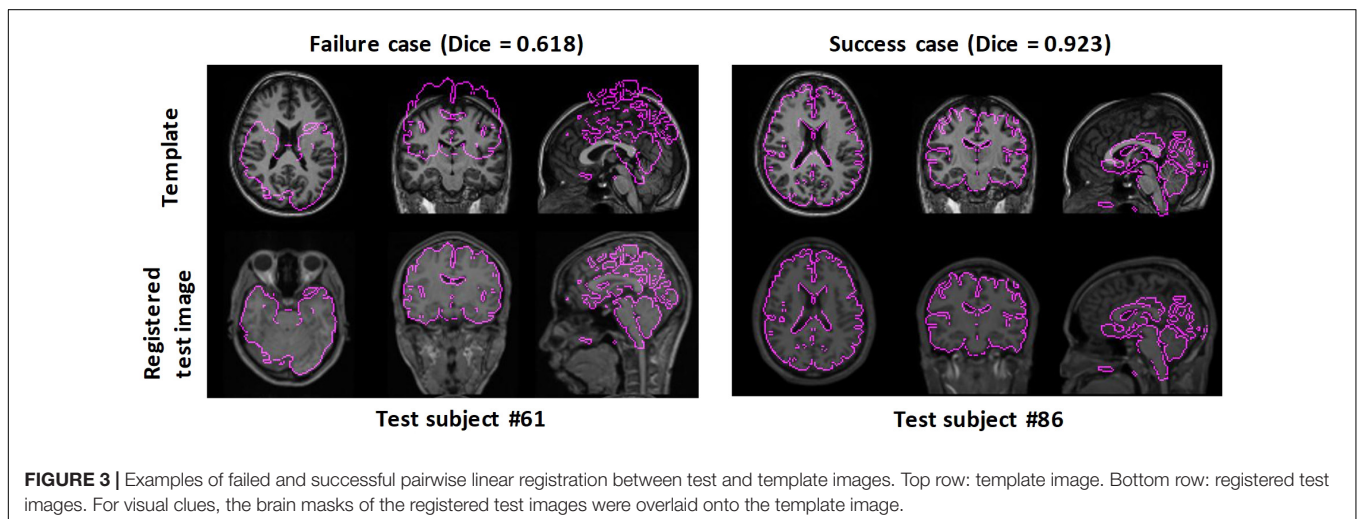 Failure case (Dice = 0.618)
Success case (Dice = 0.923)
Template
Registered
test image
Test subject #61
Test subject #86
FIGURE 3 | Examples of failed and successful pairwise linear registration between test and template images. Top row: template image. Bottom row: registered test
images. For visual clues, the brain masks of the registered test images were overlaid onto the template image.